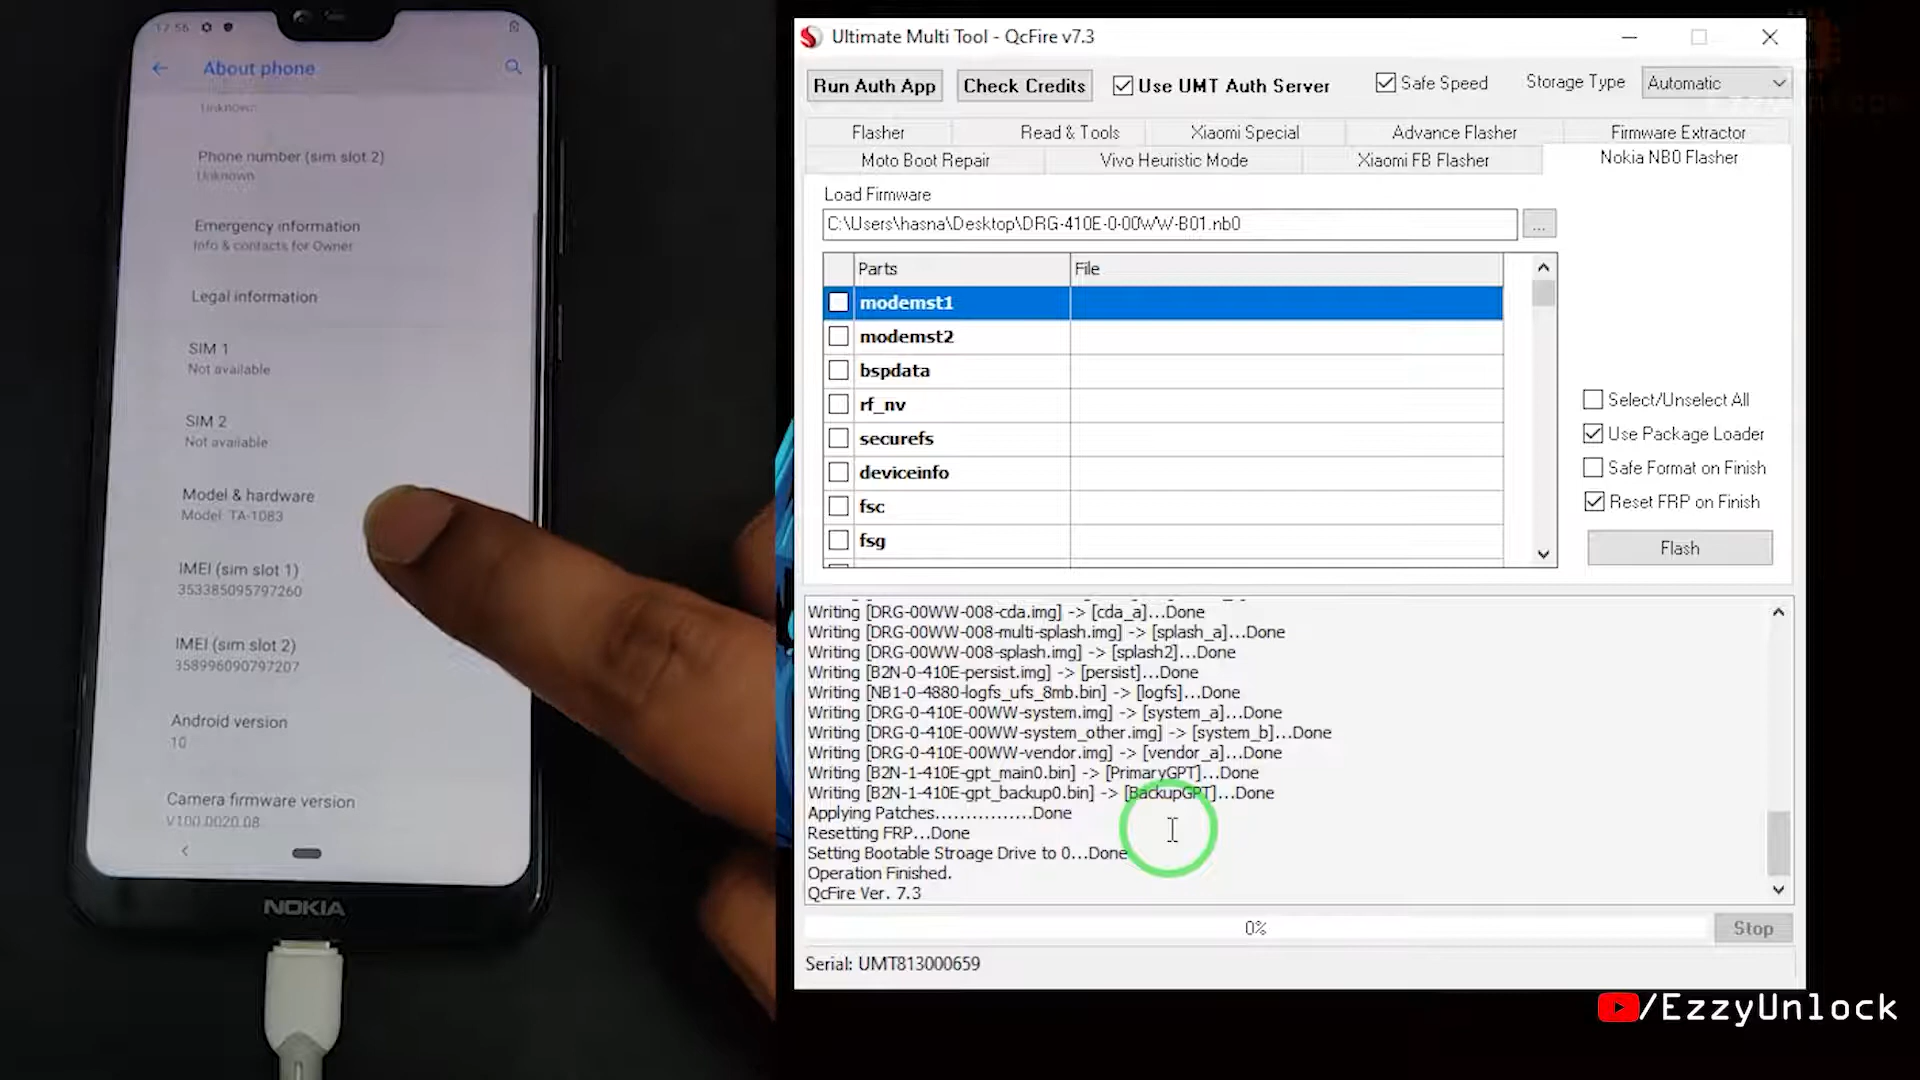 17:56
About phone
Unknown
Phone number (sim slot 2)
Unknown
Emergency information
Info & contacts for Owner
Legal information
SIM 1
Not available
SIM 2
Not available
Model & hardware
Model: TA-1083
IMEI (sim slot 1)
353385095797260
IMEI (sim slot 2)
358996090797207
Android version
10
Camera firmware version
V100.0020.08
NOKIA
Ultimate Multi Tool - QcFire v7.3
Run Auth App
Check Credits
Use UMT Auth Server
Safe Speed
Storage Type
Automatic
Flasher
Read & Tools
Xiaomi Special
Advance Flasher
Firmware Extractor
Moto Boot Repair
Vivo Heuristic Mode
Xiaomi FB Flasher
Nokia NB0 Flasher
Load Firmware
C:\Users\hasna\Desktop\DRG-410E-0-00WW-B01.nb0
...
Parts
File
modemst1
modemst2
bspdata
rf_nv
securefs
deviceinfo
fsc
fsg
Select/Unselect All
Use Package Loader
Safe Format on Finish
Reset FRP on Finish
Flash
Writing [DRG-00WW-008-cda.img] -> [cda_a]...Done
Writing [DRG-00WW-008-multi-splash.img] -> [splash_a]...Done
Writing [DRG-00WW-008-splash.img] -> [splash2]...Done
Writing [B2N-0-410E-persist.img] -> [persist]...Done
Writing [NB1-0-4880-logfs_ufs_8mb.bin] -> [logfs]...Done
Writing [DRG-0-410E-00WW-system.img] -> [system_a]...Done
Writing [DRG-0-410E-00WW-system_other.img] -> [system_b]...Done
Writing [DRG-0-410E-00WW-vendor.img] -> [vendor_a]...Done
Writing [B2N-1-410E-gpt_main0.bin] -> [PrimaryGPT]...Done
Writing [B2N-1-410E-gpt_backup0.bin] -> [BackupGPT]...Done
Applying Patches................Done
Resetting FRP...Done
Setting Bootable Stroage Drive to 0...Done
Operation Finished.
QcFire Ver. 7.3
0%
Stop
Serial: UMT813000659
/EzzyUnlock